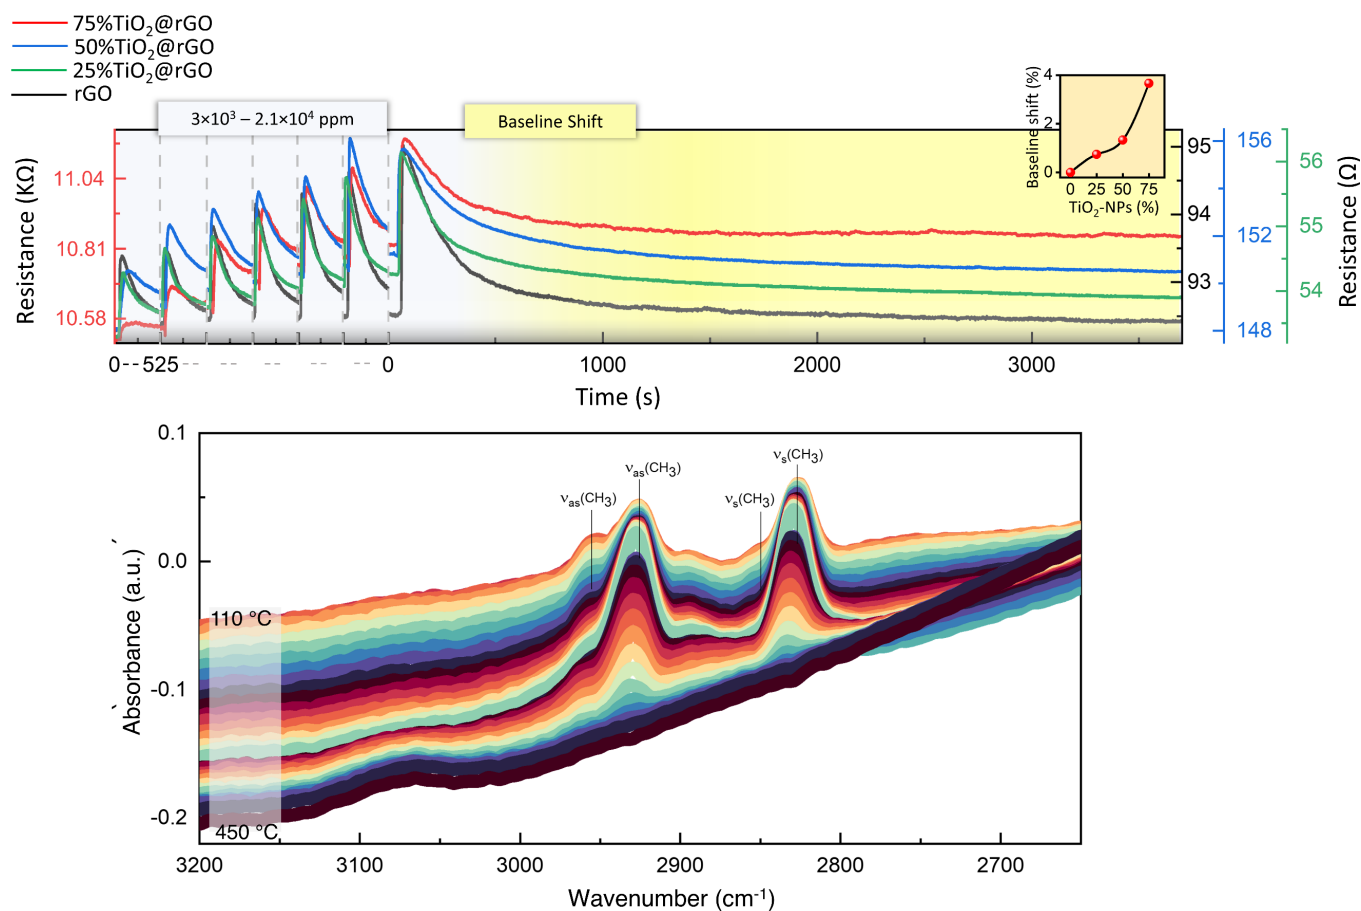 75%TiO₂@rGO
50%TiO₂@rGO
25%TiO₂@rGO
rGO
3×10³ – 2.1×10⁴ ppm
Baseline Shift
Resistance (KΩ)
11.04
10.81
10.58
Baseline shift (%)
4
2
0
0 25 50 75
TiO₂-NPs (%)
95
94
93
156
152
148
56
55
54
Resistance (Ω)
0--525 -- -- -- -- -- 0 1000 2000 3000
Time (s)
0.1
0.0
-0.1
-0.2
`Absorbance (a.u.)´
νas(CH₃)
νas(CH₃)
νs(CH₃)
νs(CH₃)
110 °C
450 °C
3200 3100 3000 2900 2800 2700
Wavenumber (cm⁻¹)